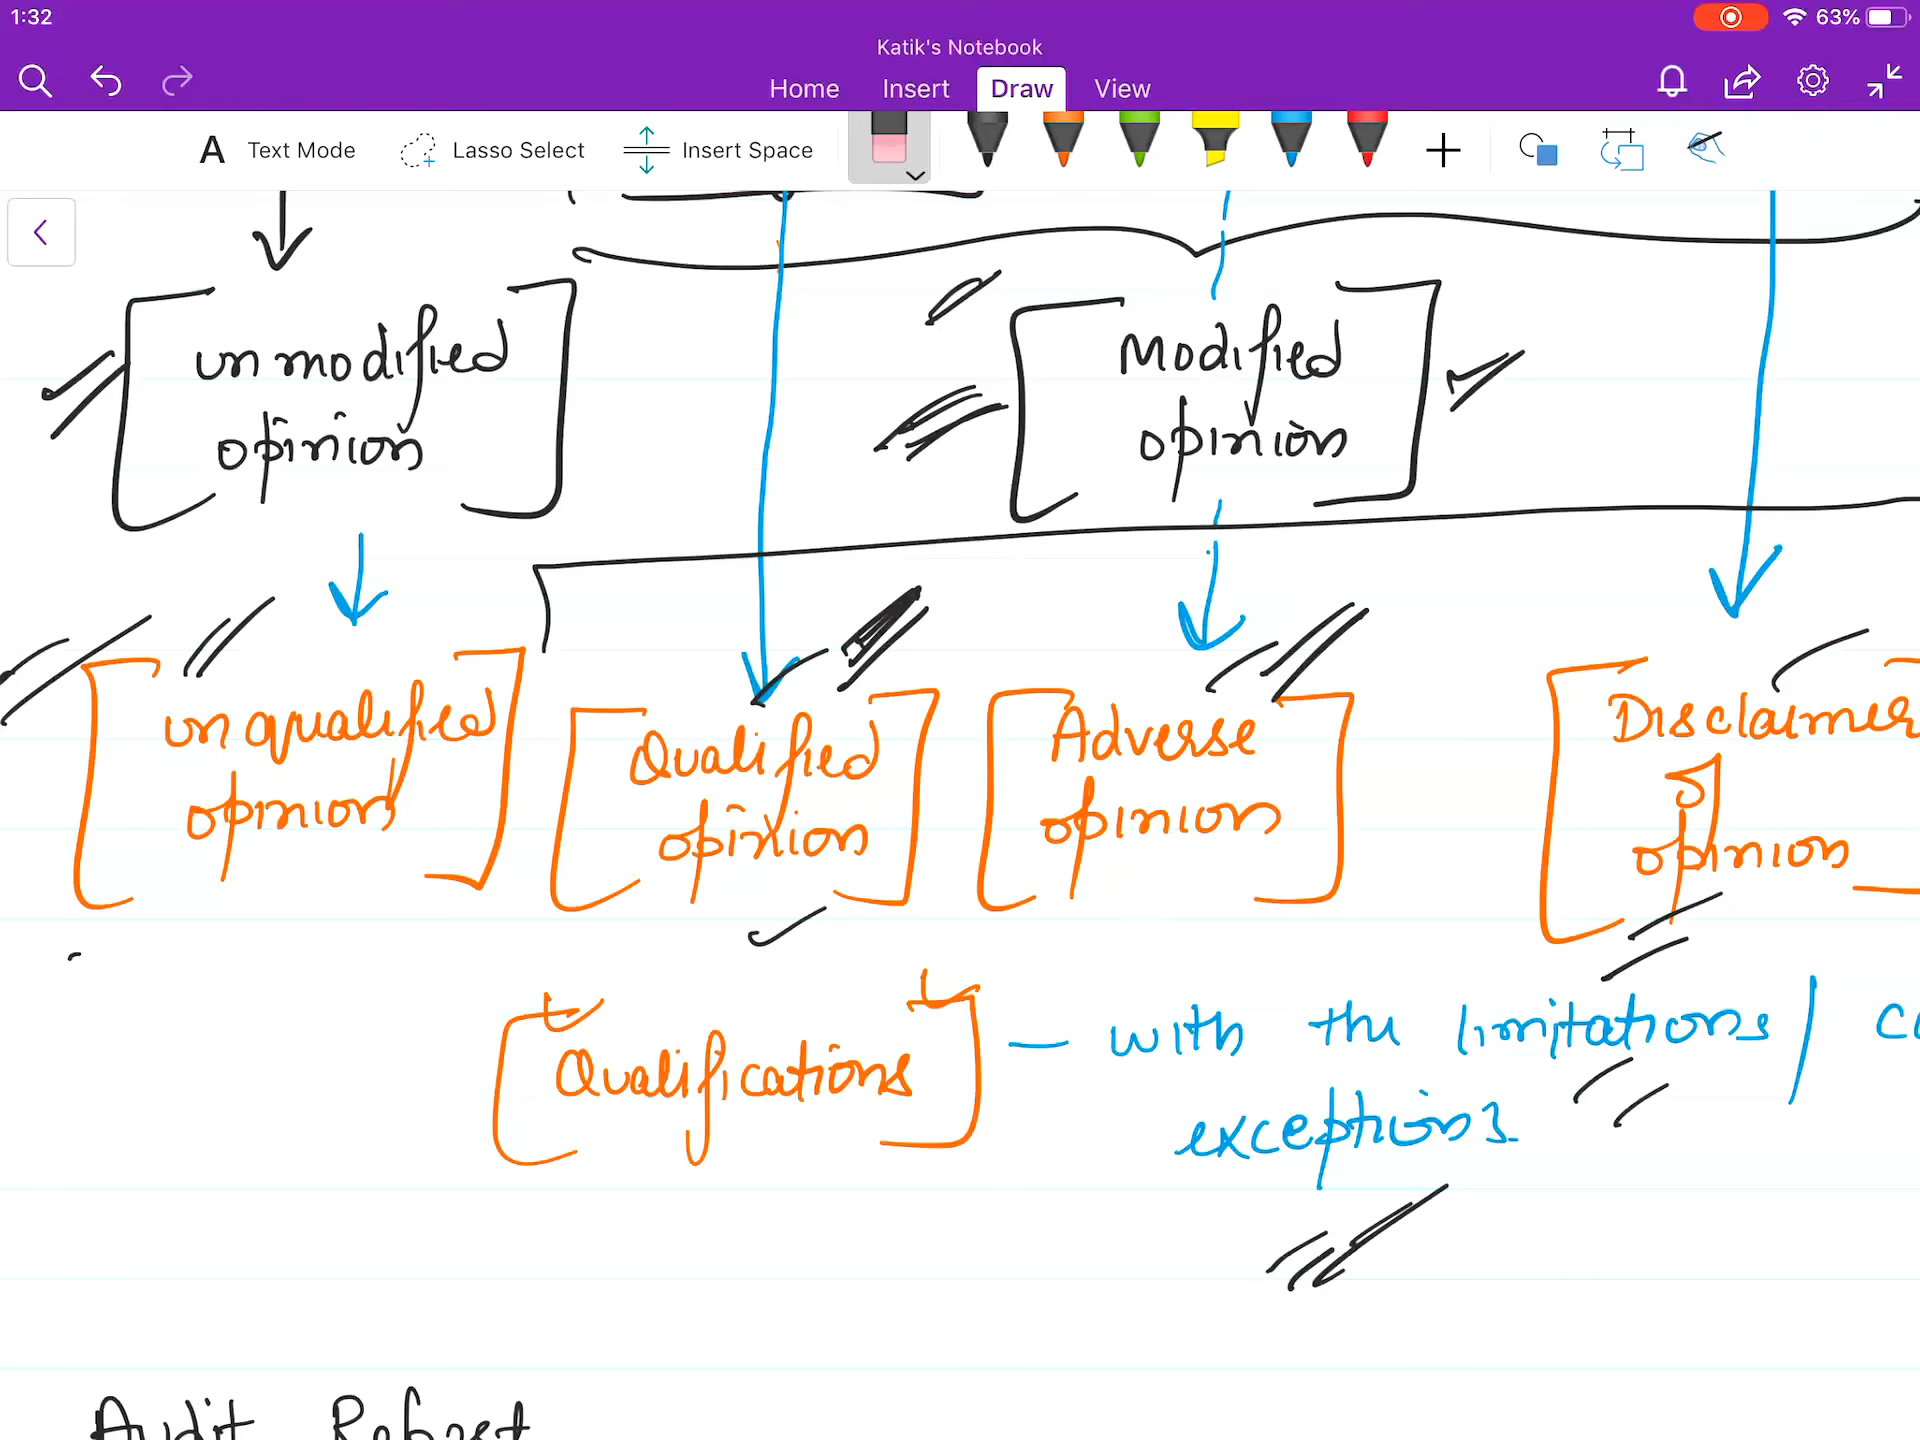 1:32
63%
Katik's Notebook
Home Insert Draw View
A Text Mode Lasso Select Insert Space
unmodified
opinion
Modified
opinion
unqualified
opinion
Qualified
opinion
Adverse
opinion
Disclaimer
of
opinion
Qualifications
— with the limitations /
exceptions
Audit Report